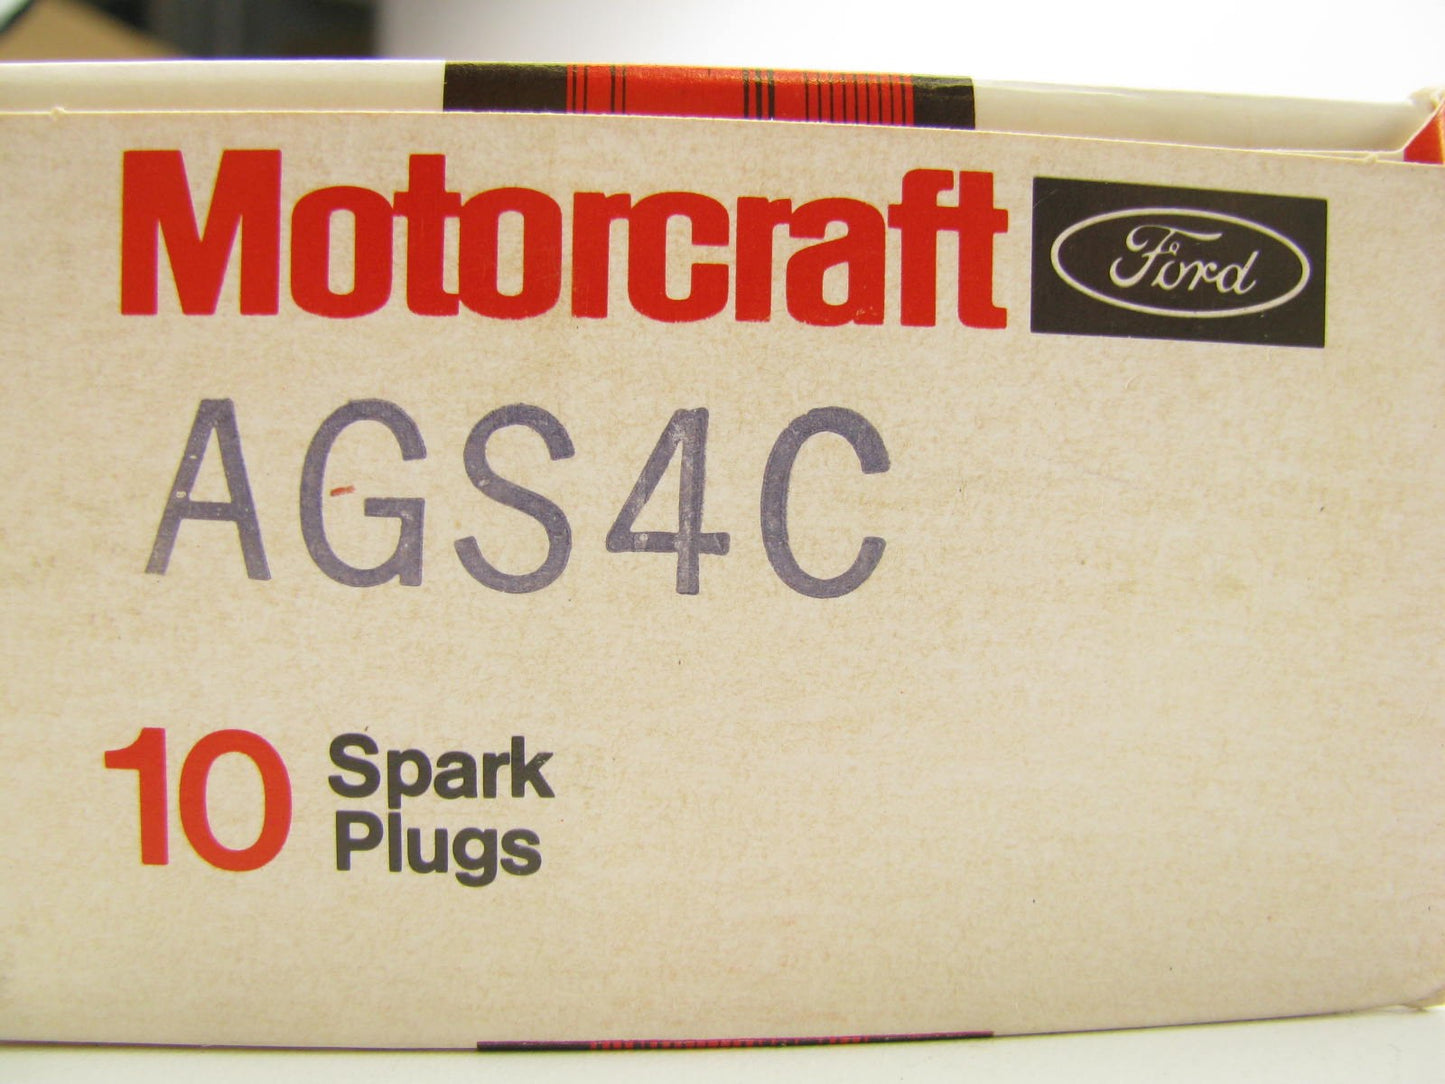 Motorcraft Ford
AGS4C
10 Spark
Plugs